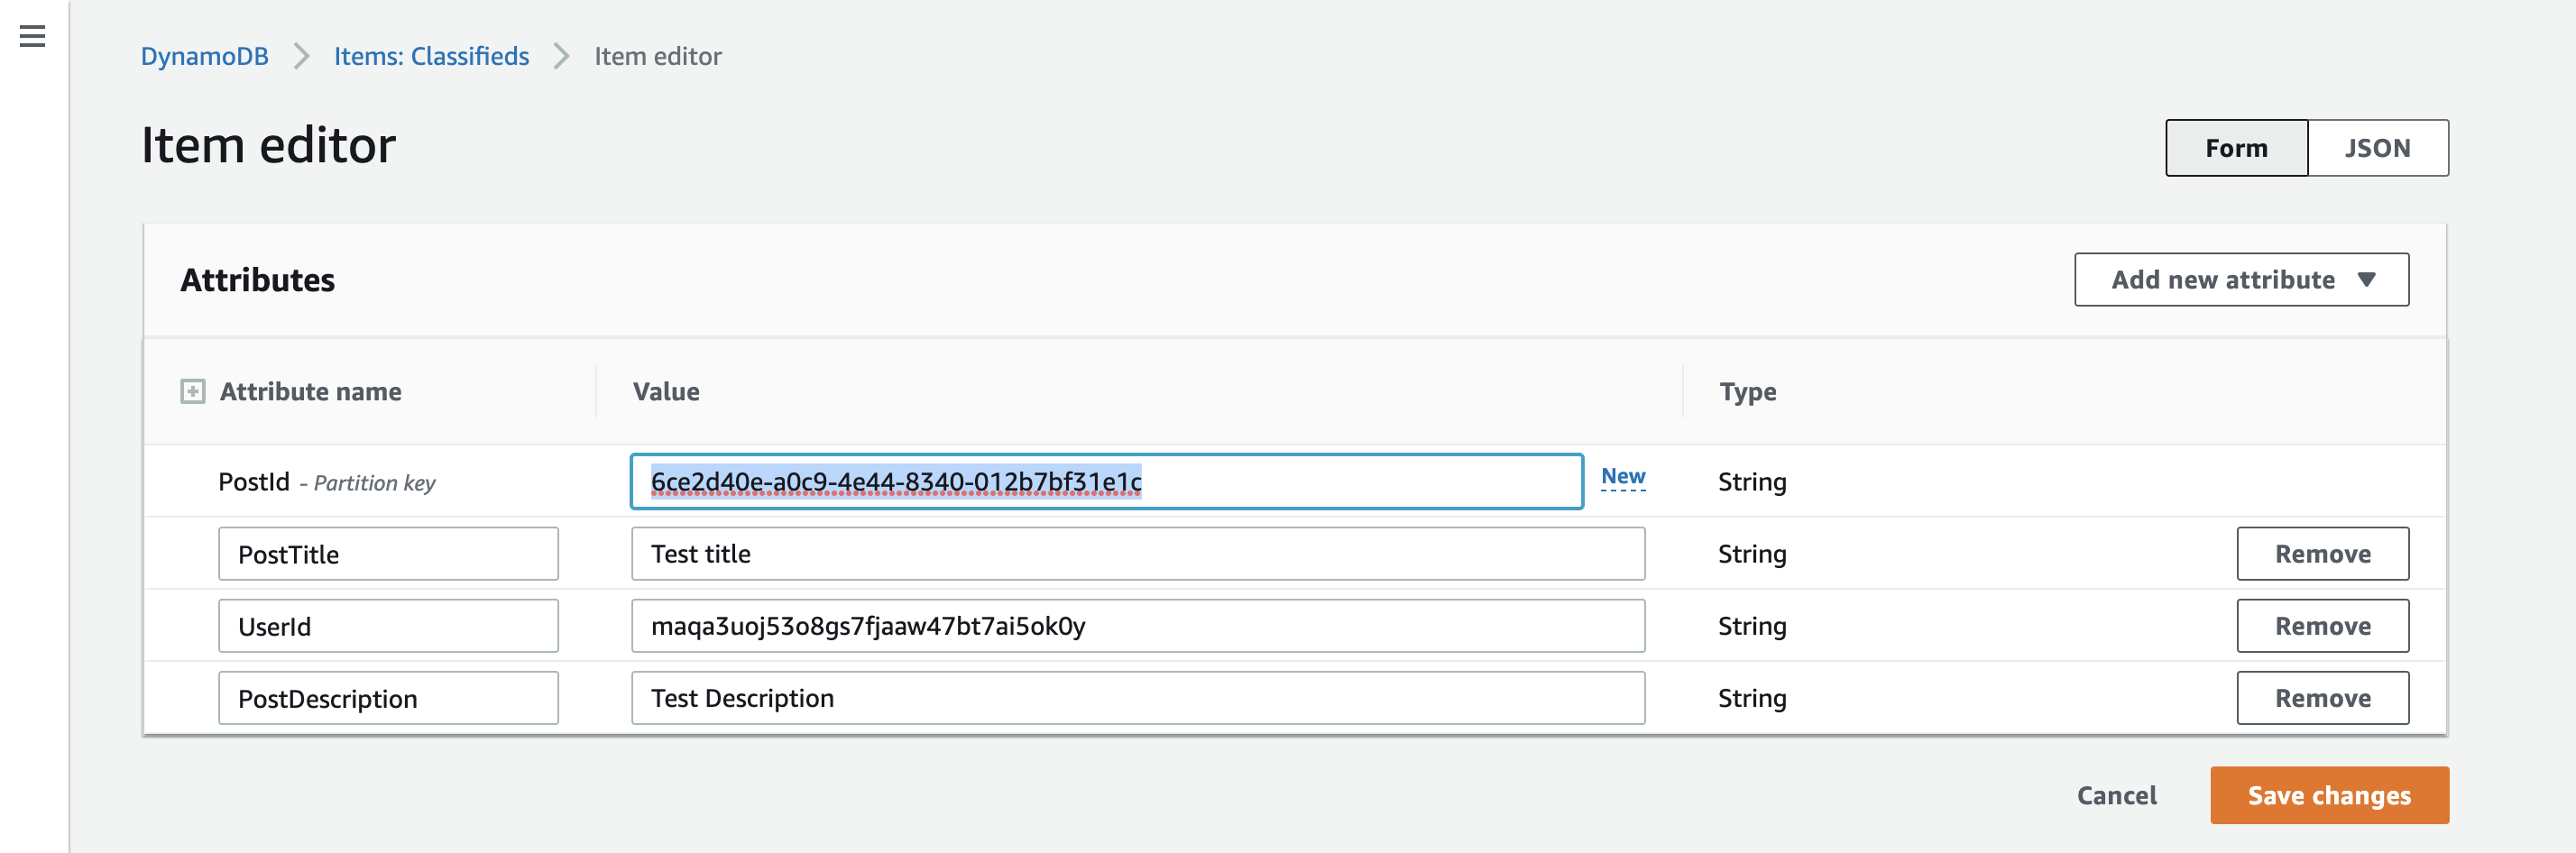 DynamoDB > Items: Classifieds > Item editor
Item editor
Form JSON
Attributes
Add new attribute
Attribute name Value Type
PostId - Partition key 6ce2d40e-a0c9-4e44-8340-012b7bf31e1c New String
PostTitle Test title String Remove
UserId maqa3uoj53o8gs7fjaaw47bt7ai5ok0y String Remove
PostDescription Test Description String Remove
Cancel Save changes